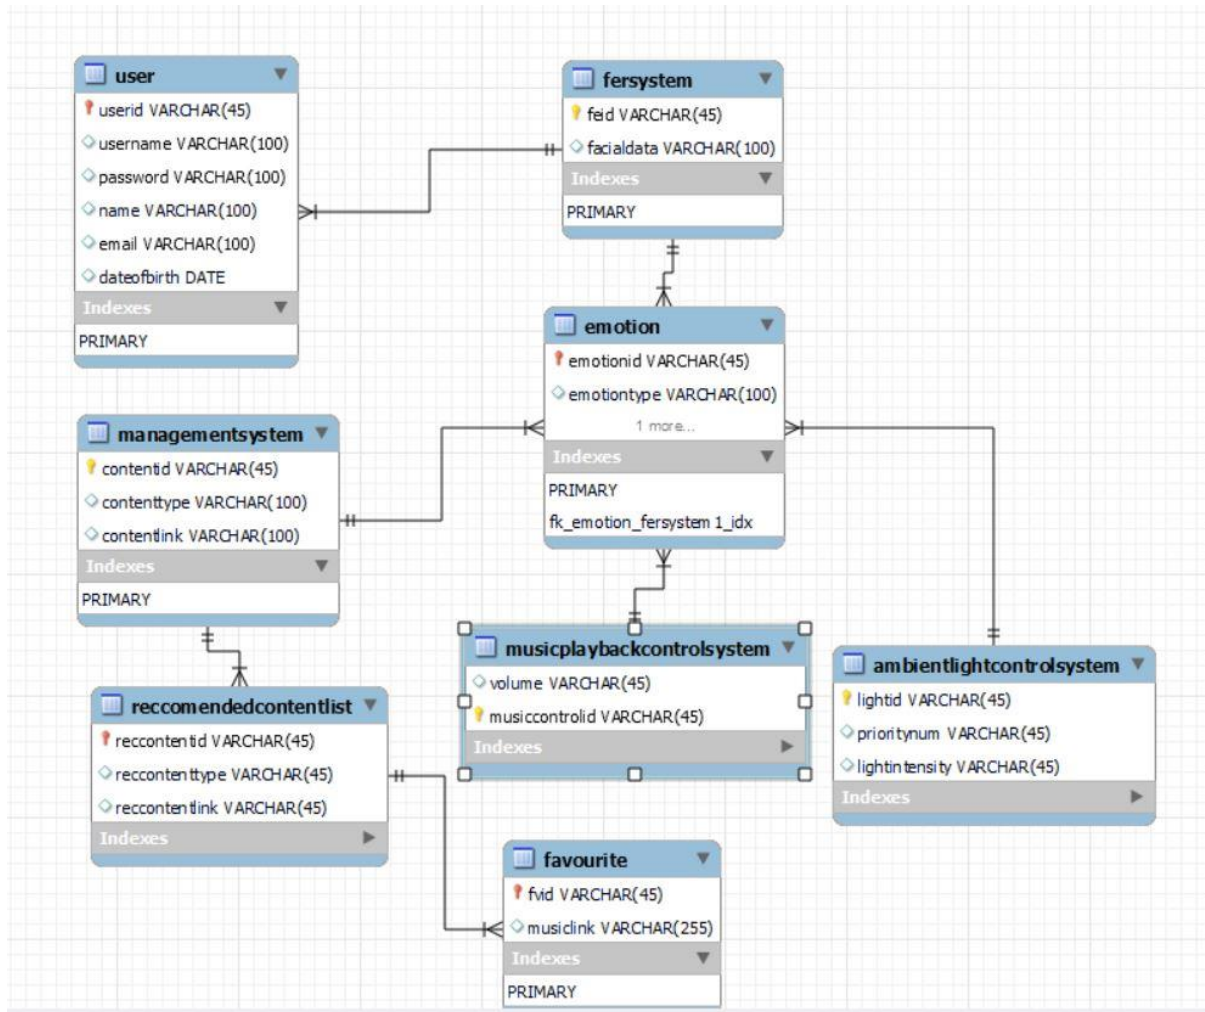 user
userid VARCHAR(45)
username VARCHAR(100)
password VARCHAR(100)
name VARCHAR(100)
email VARCHAR(100)
dateofbirth DATE
Indexes
PRIMARY
fersystem
feid VARCHAR(45)
facialdata VARCHAR(100)
Indexes
PRIMARY
emotion
emotionid VARCHAR(45)
emotiontype VARCHAR(100)
1 more...
Indexes
PRIMARY
fk_emotion_fersystem1_idx
managementsystem
contentid VARCHAR(45)
contenttype VARCHAR(100)
contentlink VARCHAR(100)
Indexes
PRIMARY
musicplaybackcontrolsystem
volume VARCHAR(45)
musiccontrolid VARCHAR(45)
Indexes
ambientlightcontrolsystem
lightid VARCHAR(45)
prioritynum VARCHAR(45)
lightintensity VARCHAR(45)
Indexes
reccomendedcontentlist
reccontentid VARCHAR(45)
reccontenttype VARCHAR(45)
reccontentlink VARCHAR(45)
Indexes
favourite
fvid VARCHAR(45)
musiclink VARCHAR(255)
Indexes
PRIMARY